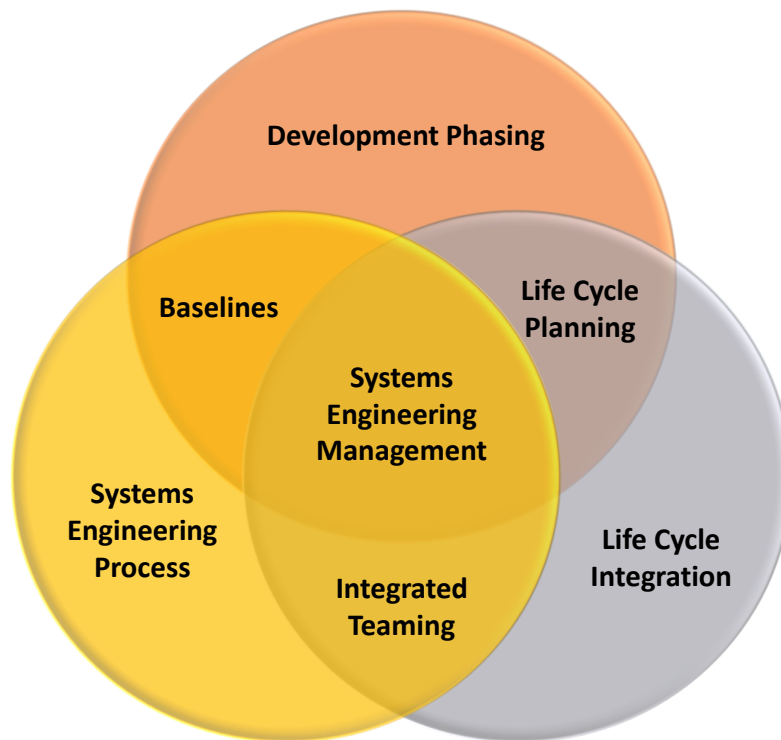 Development Phasing
Baselines
Life Cycle
Planning
Systems
Engineering
Management
Systems
Engineering
Process
Life Cycle
Integration
Integrated
Teaming